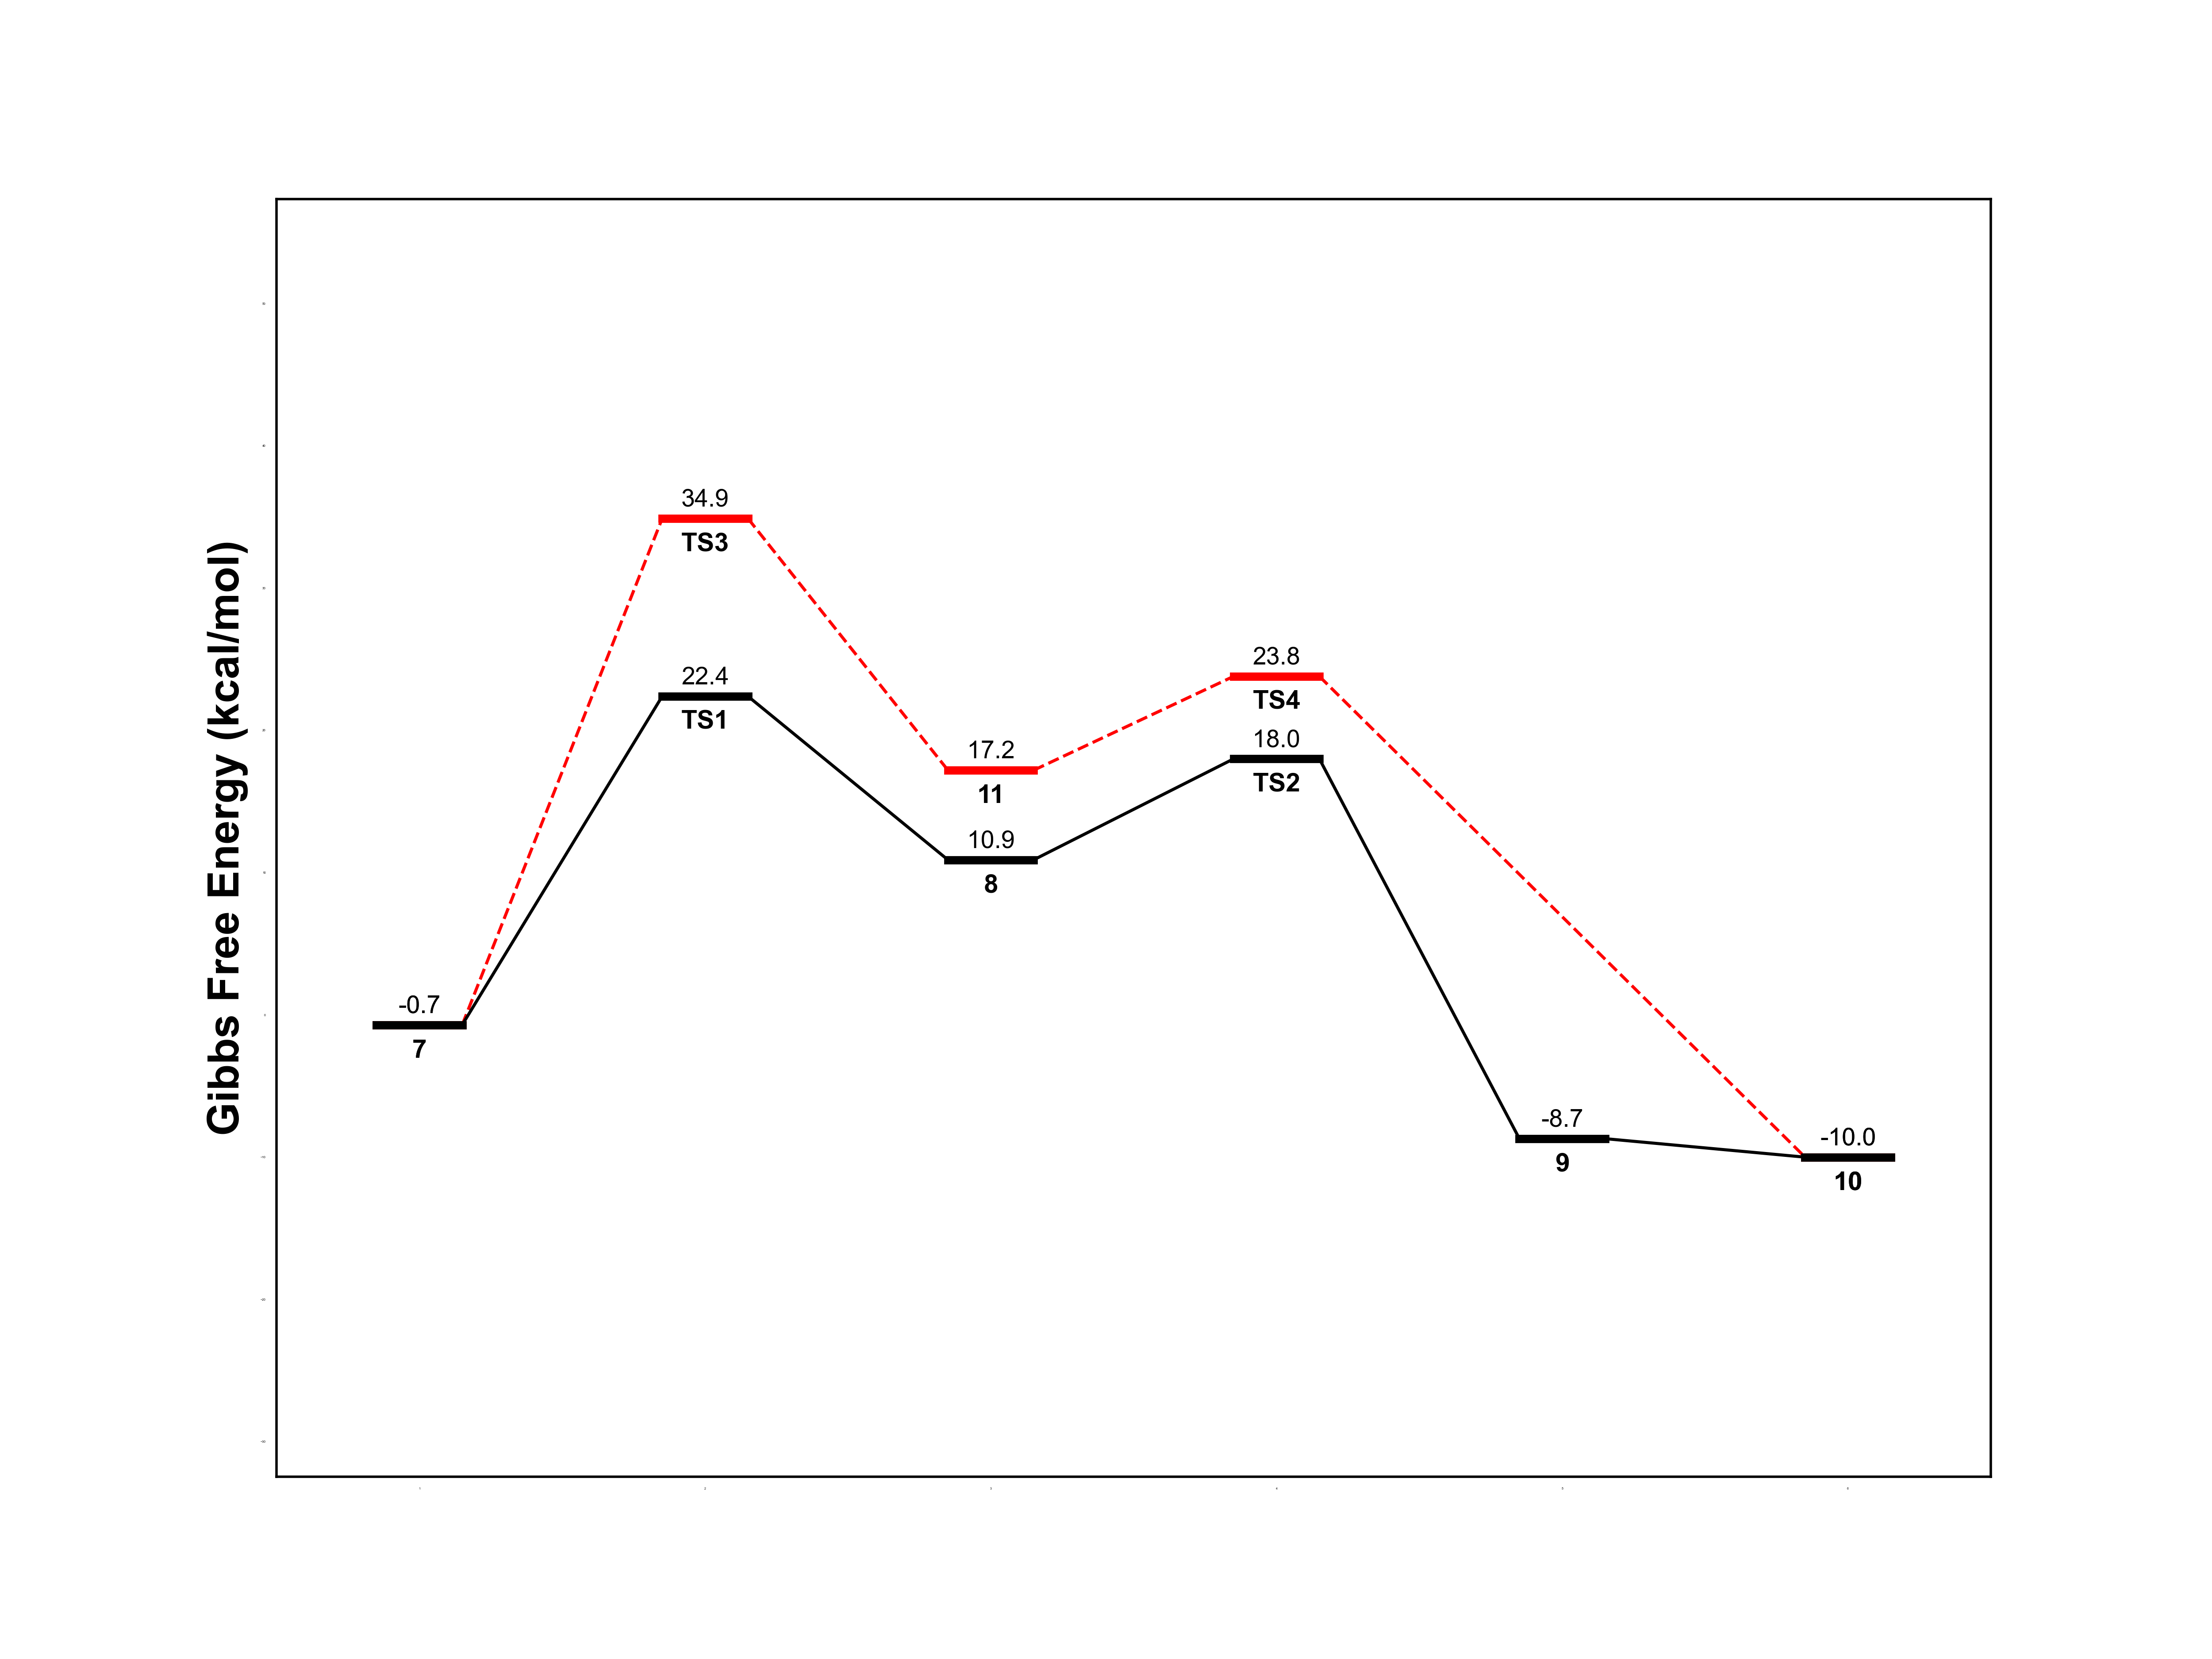 Gibbs Free Energy (kcal/mol)
34.9
TS3
22.4
TS1
23.8
TS4
17.2
11
18.0
TS2
10.9
8
-0.7
7
-8.7
9
-10.0
10